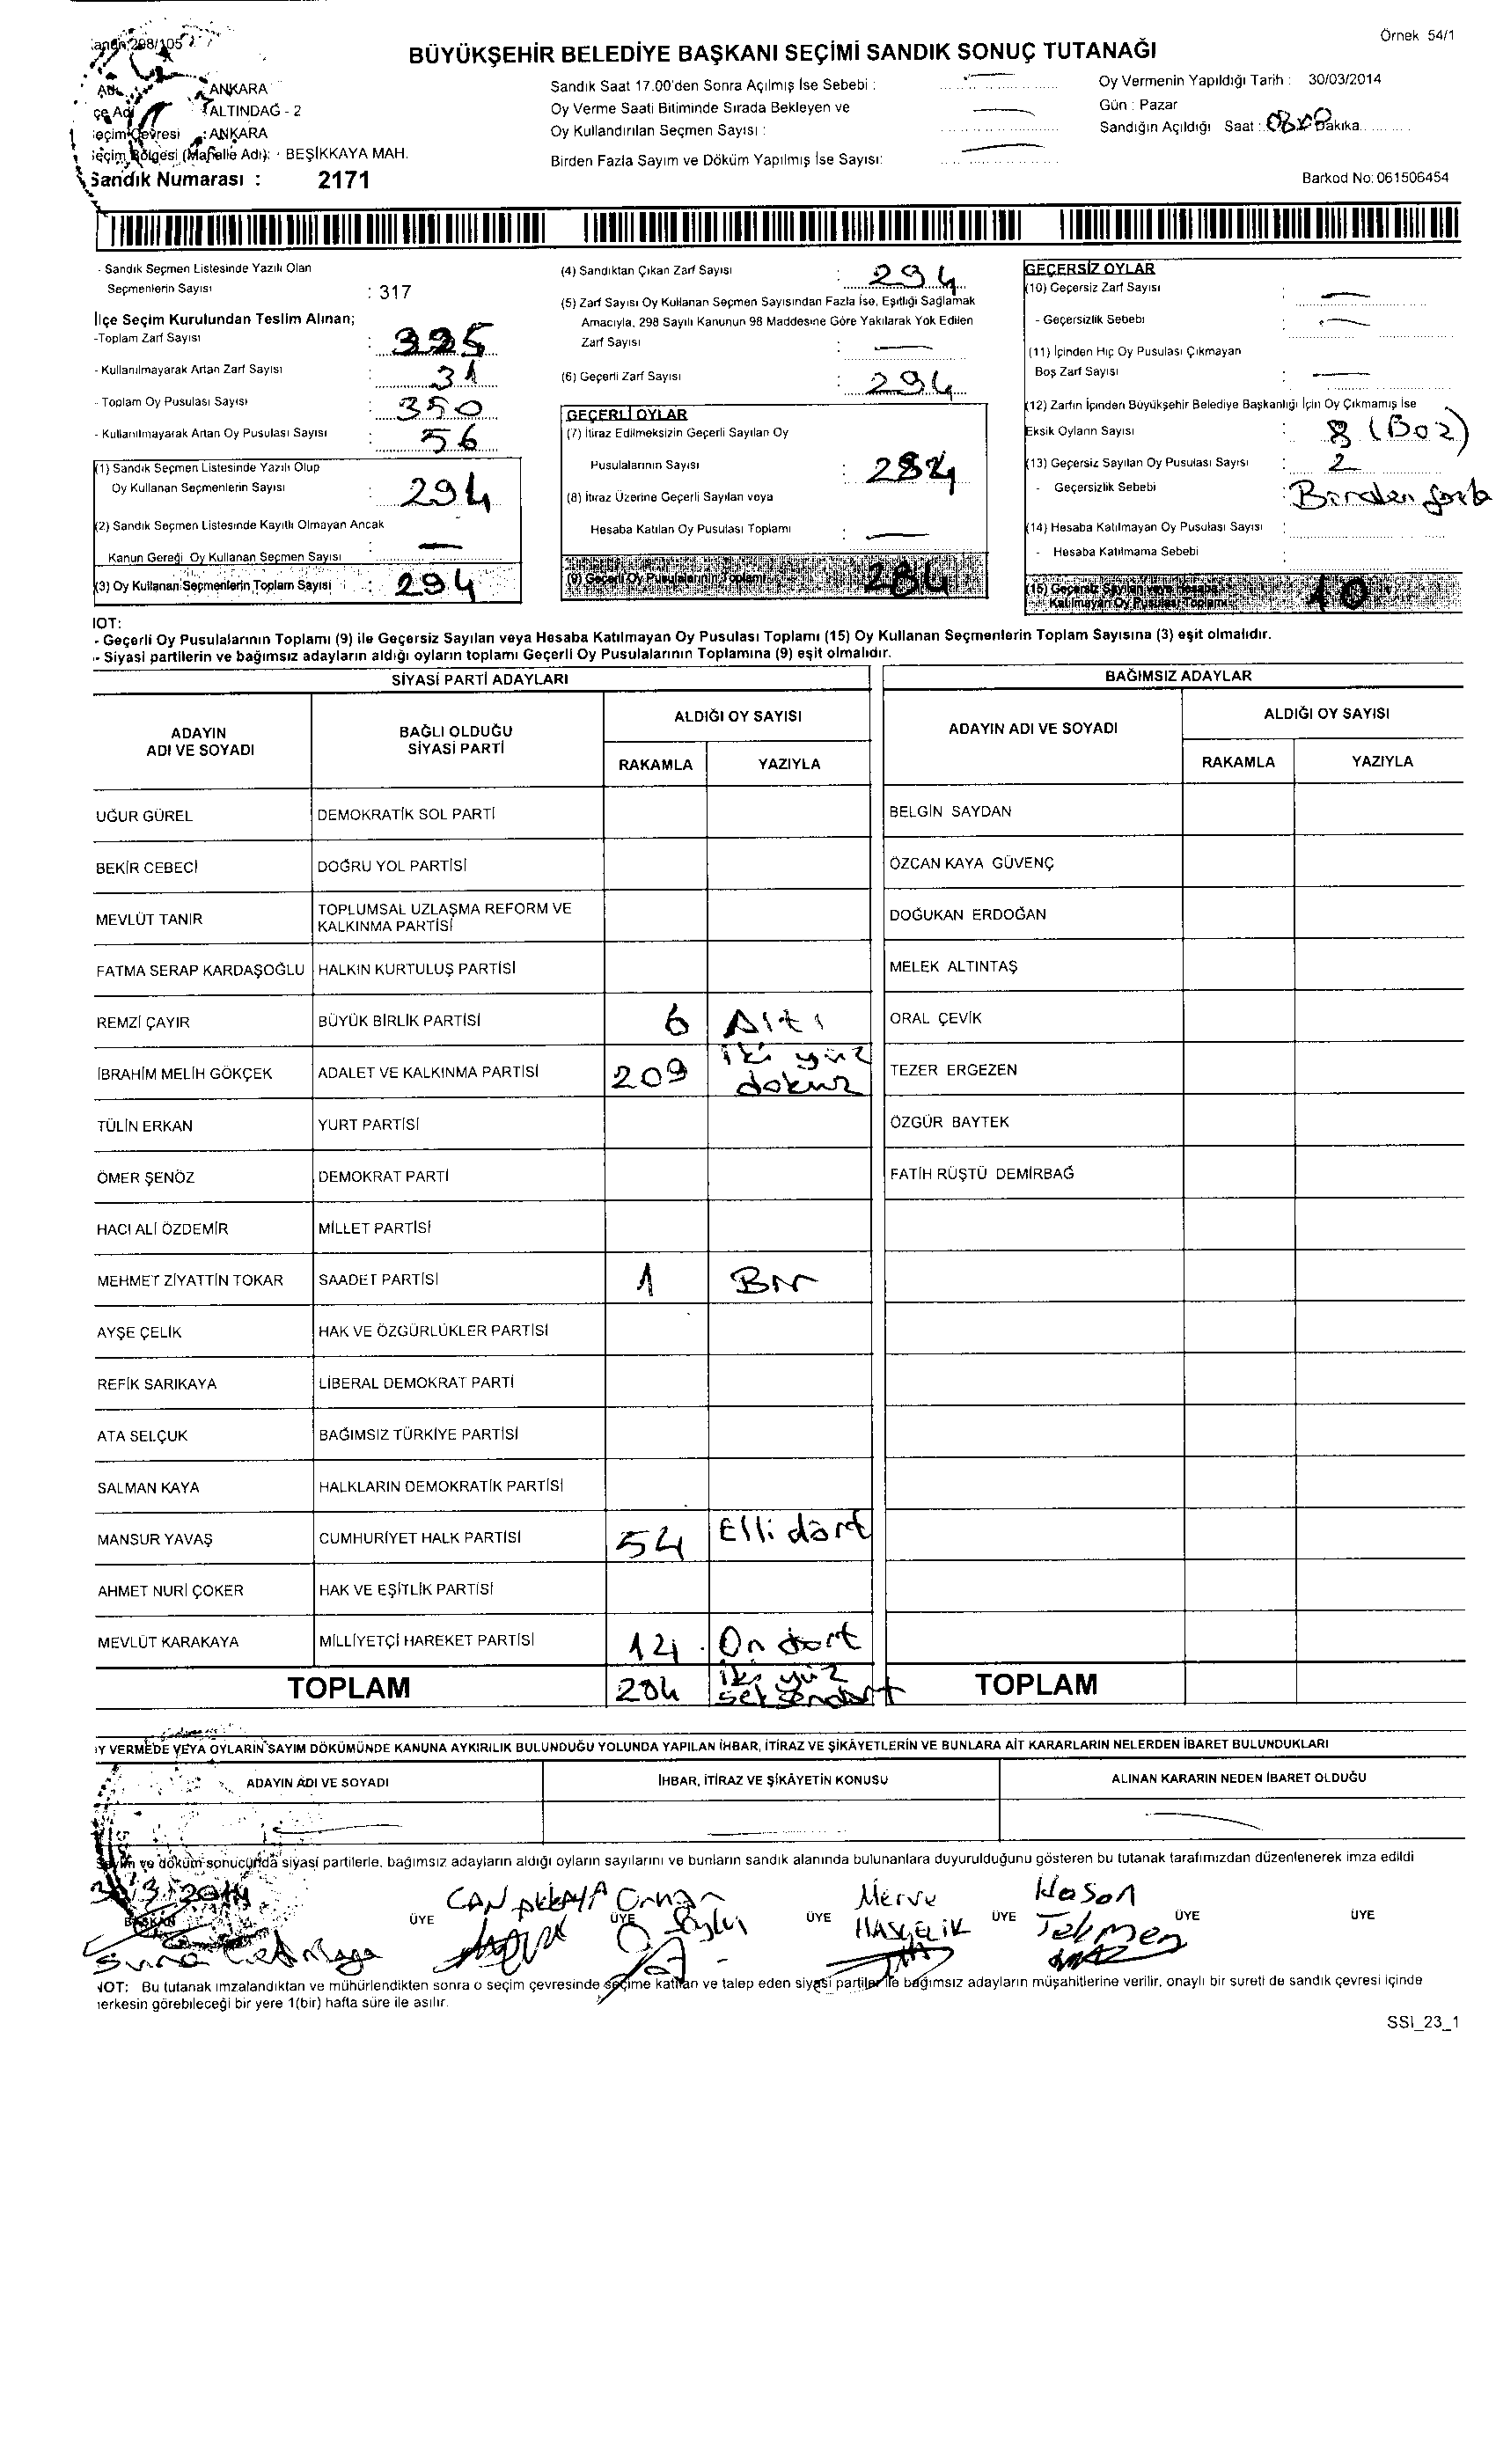 Örnek 54/1
BÜYÜKŞEHİR BELEDİYE BAŞKANI SEÇİMİ SANDIK SONUÇ TUTANAĞI
298/105
: ANKARA
: ALTINDAĞ - 2
: ANKARA
(Mahalle Adı): BEŞİKKAYA MAH.
Sandık Numarası : 2171
Sandık Saat 17.00'den Sonra Açılmış İse Sebebi :
Oy Verme Saati Bitiminde Sırada Bekleyen ve
Oy Kullandırılan Seçmen Sayısı :
Birden Fazla Sayım ve Döküm Yapılmış İse Sayısı:
Oy Vermenin Yapıldığı Tarih : 30/03/2014
Gün : Pazar
Sandığın Açıldığı Saat : Dakika
Barkod No: 061506454
- Sandık Seçmen Listesinde Yazılı Olan
Seçmenlerin Sayısı : 317
İlçe Seçim Kurulundan Teslim Alınan;
-Toplam Zarf Sayısı : 325
- Kullanılmayarak Artan Zarf Sayısı : 31
- Toplam Oy Pusulası Sayısı : 350
- Kullanılmayarak Artan Oy Pusulası Sayısı : 56
(1) Sandık Seçmen Listesinde Yazılı Olup
Oy Kullanan Seçmenlerin Sayısı : 294
(2) Sandık Seçmen Listesinde Kayıtlı Olmayan Ancak
Kanun Gereği Oy Kullanan Seçmen Sayısı : —
(3) Oy Kullanan Seçmenlerin Toplam Sayısı : 294
(4) Sandıktan Çıkan Zarf Sayısı : 294
(5) Zarf Sayısı Oy Kullanan Seçmen Sayısından Fazla İse, Eşitliği Sağlamak
Amacıyla, 298 Sayılı Kanunun 98 Maddesine Göre Yakılarak Yok Edilen
Zarf Sayısı : —
(6) Geçerli Zarf Sayısı : 294
GEÇERLİ OYLAR
(7) İtiraz Edilmeksizin Geçerli Sayılan Oy
Pusulalarının Sayısı : 284
(8) İtiraz Üzerine Geçerli Sayılan veya
Hesaba Katılan Oy Pusulası Toplamı : —
(9) Geçerli Oy Pusulalarının Toplamı 284
GEÇERSİZ OYLAR
(10) Geçersiz Zarf Sayısı : —
- Geçersizlik Sebebi : —
(11) İçinden Hiç Oy Pusulası Çıkmayan
Boş Zarf Sayısı : —
(12) Zarfın İçinden Büyükşehir Belediye Başkanlığı İçin Oy Çıkmamış İse
Eksik Oyların Sayısı : 8 (Boş)
(13) Geçersiz Sayılan Oy Pusulası Sayısı : 2
- Geçersizlik Sebebi : Birden fazla
(14) Hesaba Katılmayan Oy Pusulası Sayısı :
- Hesaba Katılmama Sebebi :
(15) Geçersiz Sayılan veya Hesaba
Katılmayan Oy Pusulası Toplamı 10
NOT:
- Geçerli Oy Pusulalarının Toplamı (9) ile Geçersiz Sayılan veya Hesaba Katılmayan Oy Pusulası Toplamı (15) Oy Kullanan Seçmenlerin Toplam Sayısına (3) eşit olmalıdır.
- Siyasi partilerin ve bağımsız adayların aldığı oyların toplamı Geçerli Oy Pusulalarının Toplamına (9) eşit olmalıdır.
SİYASİ PARTİ ADAYLARI
ADAYIN ADI VE SOYADI BAĞLI OLDUĞU SİYASİ PARTİ ALDIĞI OY SAYISI
RAKAMLA YAZIYLA
UĞUR GÜREL DEMOKRATİK SOL PARTİ
BEKİR CEBECİ DOĞRU YOL PARTİSİ
MEVLÜT TANIR TOPLUMSAL UZLAŞMA REFORM VE
KALKINMA PARTİSİ
FATMA SERAP KARDAŞOĞLU HALKIN KURTULUŞ PARTİSİ
REMZİ ÇAYIR BÜYÜK BİRLİK PARTİSİ 6 Altı
İBRAHİM MELİH GÖKÇEK ADALET VE KALKINMA PARTİSİ 209 iki yüz dokuz
TÜLİN ERKAN YURT PARTİSİ
ÖMER ŞENÖZ DEMOKRAT PARTİ
HACI ALİ ÖZDEMİR MİLLET PARTİSİ
MEHMET ZİYATTİN TOKAR SAADET PARTİSİ 1 Bir
AYŞE ÇELİK HAK VE ÖZGÜRLÜKLER PARTİSİ
REFİK SARIKAYA LİBERAL DEMOKRAT PARTİ
ATA SELÇUK BAĞIMSIZ TÜRKİYE PARTİSİ
SALMAN KAYA HALKLARIN DEMOKRATİK PARTİSİ
MANSUR YAVAŞ CUMHURİYET HALK PARTİSİ 54 Elli dört
AHMET NURİ ÇOKER HAK VE EŞİTLİK PARTİSİ
MEVLÜT KARAKAYA MİLLİYETÇİ HAREKET PARTİSİ 14 On dört
TOPLAM 284 iki yüz seksendört
BAĞIMSIZ ADAYLAR
ADAYIN ADI VE SOYADI ALDIĞI OY SAYISI
RAKAMLA YAZIYLA
BELGİN SAYDAN
ÖZCAN KAYA GÜVENÇ
DOĞUKAN ERDOĞAN
MELEK ALTINTAŞ
ORAL ÇEVİK
TEZER ERGEZEN
ÖZGÜR BAYTEK
FATİH RÜŞTÜ DEMİRBAĞ
TOPLAM
OY VERMEDE VEYA OYLARIN SAYIM DÖKÜMÜNDE KANUNA AYKIRILIK BULUNDUĞU YOLUNDA YAPILAN İHBAR, İTİRAZ VE ŞİKÂYETLERİN VE BUNLARA AİT KARARLARIN NELERDEN İBARET BULUNDUKLARI
ADAYIN ADI VE SOYADI İHBAR, İTİRAZ VE ŞİKÂYETİN KONUSU ALINAN KARARIN NEDEN İBARET OLDUĞU
Sayım ve döküm sonucunda siyasi partilerle, bağımsız adayların aldığı oyların sayılarını ve bunların sandık alanında bulunanlara duyurulduğunu gösteren bu tutanak tarafımızdan düzenlenerek imza edildi
30/3/2014
BAŞKAN ÜYE ÜYE ÜYE ÜYE ÜYE ÜYE
CAN Orhan Merve Hasan
NOT: Bu tutanak imzalandıktan ve mühürlendikten sonra o seçim çevresinde seçime katılan ve talep eden siyasi partiler ile bağımsız adayların müşahitlerine verilir, onaylı bir sureti de sandık çevresi içinde
herkesin görebileceği bir yere 1(bir) hafta süre ile asılır.
SSI_23_1